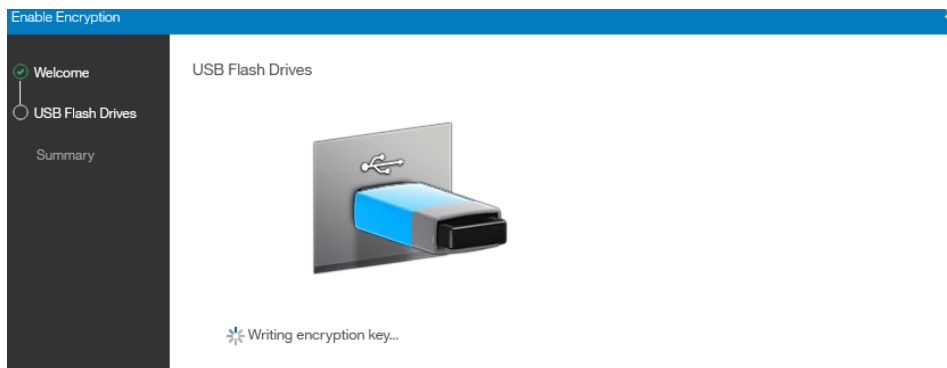 Enable Encryption
Welcome
USB Flash Drives
Summary
USB Flash Drives
Writing encryption key...